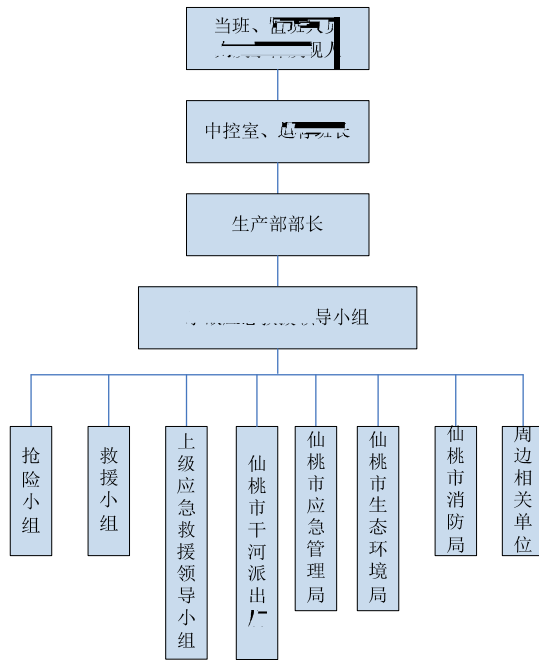 当班、
中控室、
生产部部长
导小组
抢险小组
救援小组
上级应急救援领导小组
仙桃市干河派出
仙桃市应急管理局
仙桃市生态环境局
仙桃市消防局
周边相关单位